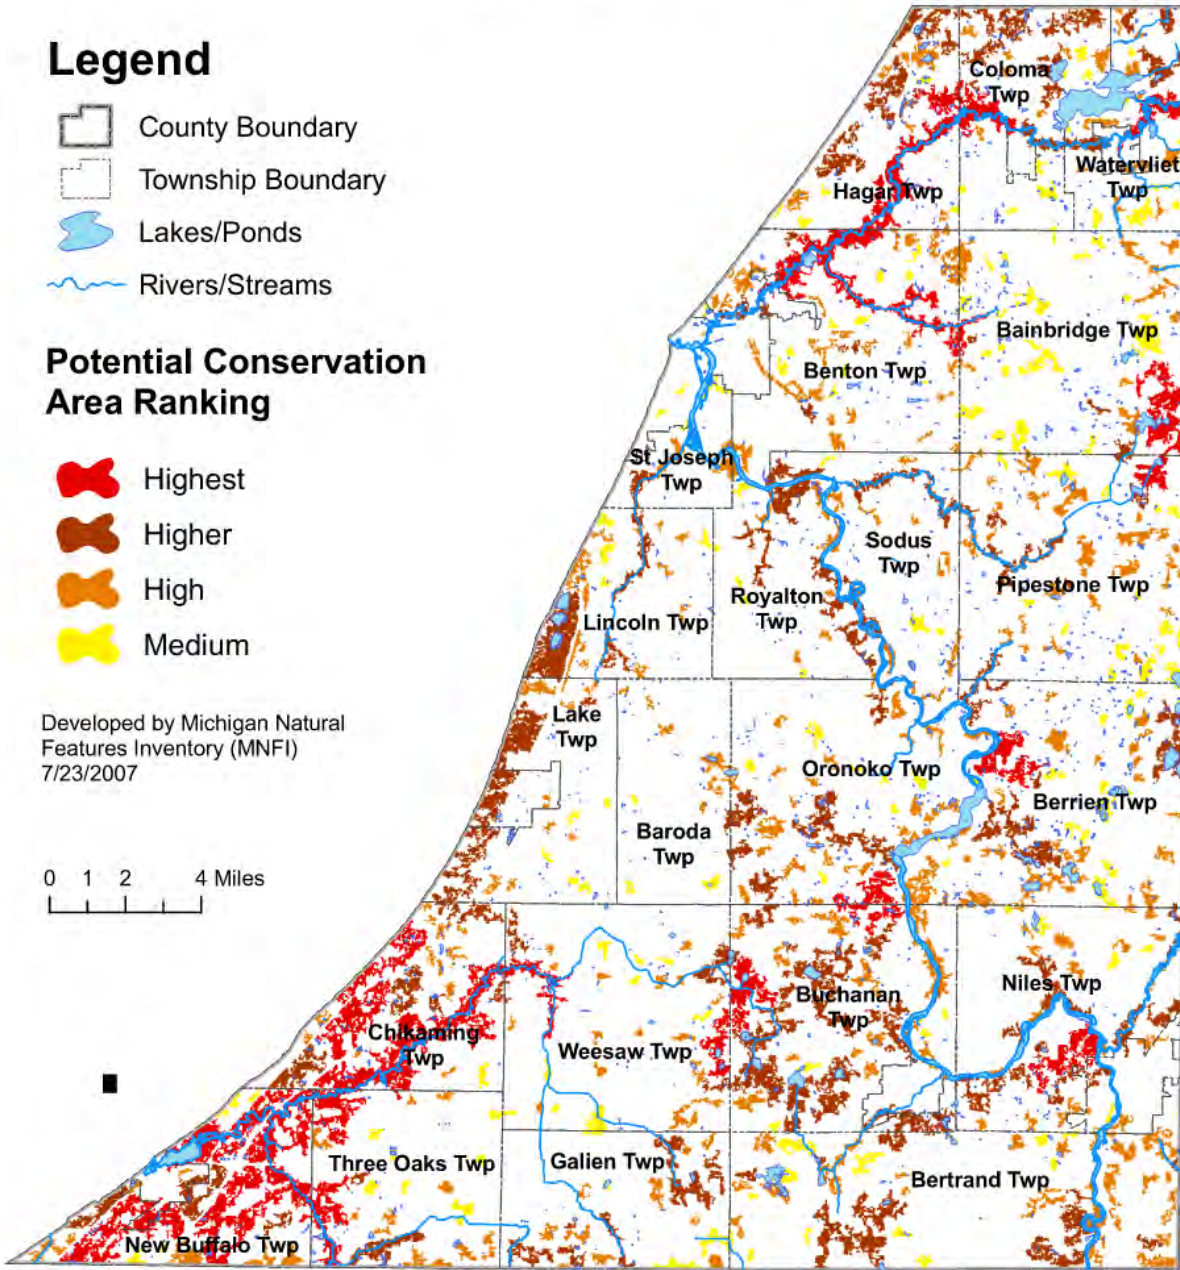 Legend
County Boundary
Township Boundary
Lakes/Ponds
Rivers/Streams
Potential Conservation
Area Ranking
Highest
Higher
High
Medium
Developed by Michigan Natural
Features Inventory (MNFI)
7/23/2007
0 1 2 4 Miles
Coloma
Twp
Watervliet
Twp
Hagar Twp
Bainbridge Twp
Benton Twp
St Joseph
Twp
Sodus
Twp
Pipestone Twp
Royalton
Twp
Lincoln Twp
Lake
Twp
Oronoko Twp
Berrien Twp
Baroda
Twp
Niles Twp
Buchanan
Twp
Chikaming
Twp
Weesaw Twp
Three Oaks Twp
Galien Twp
Bertrand Twp
New Buffalo Twp